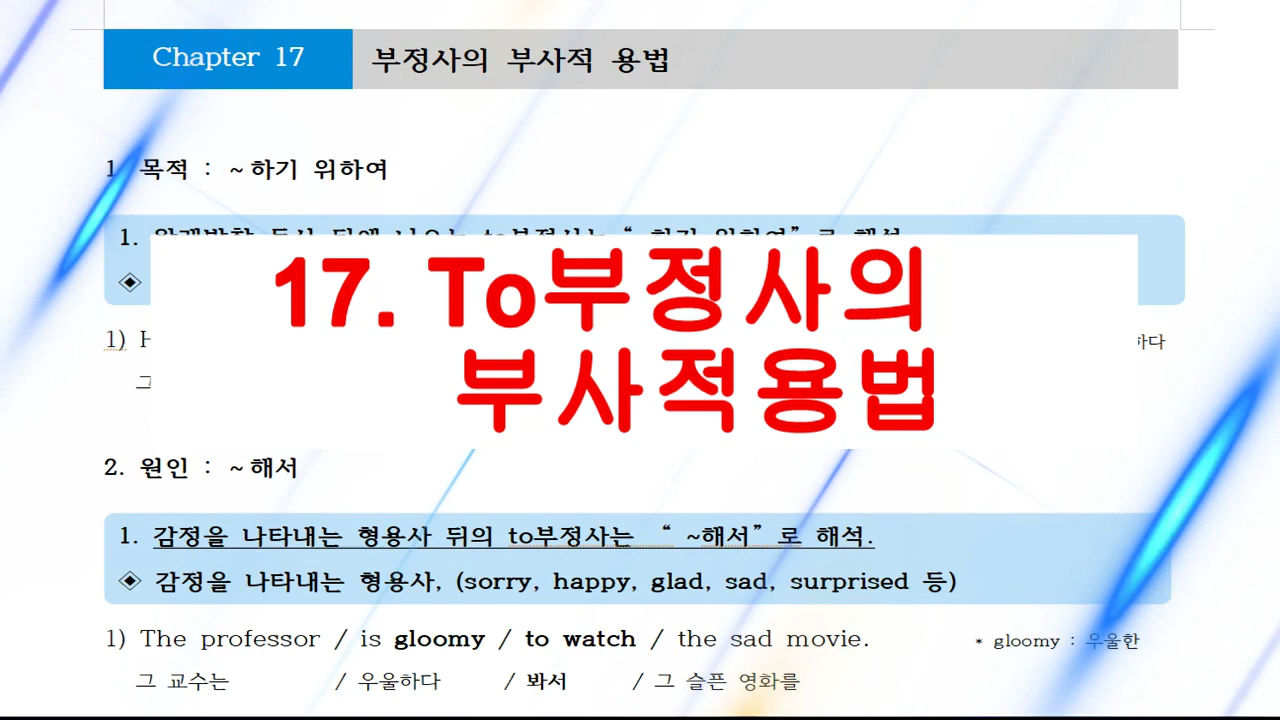 Chapter 17 부정사의 부사적 용법
1. 목적 : ~하기 위하여
1.
◈
17. To부정사의
부사적용법
1)
하다
그
2. 원인 : ~해서
1. 감정을 나타내는 형용사 뒤의 to부정사는 “ ~해서” 로 해석.
◈ 감정을 나타내는 형용사, (sorry, happy, glad, sad, surprised 등)
1) The professor / is gloomy / to watch / the sad movie. * gloomy : 우울한
그 교수는 / 우울하다 / 봐서 / 그 슬픈 영화를